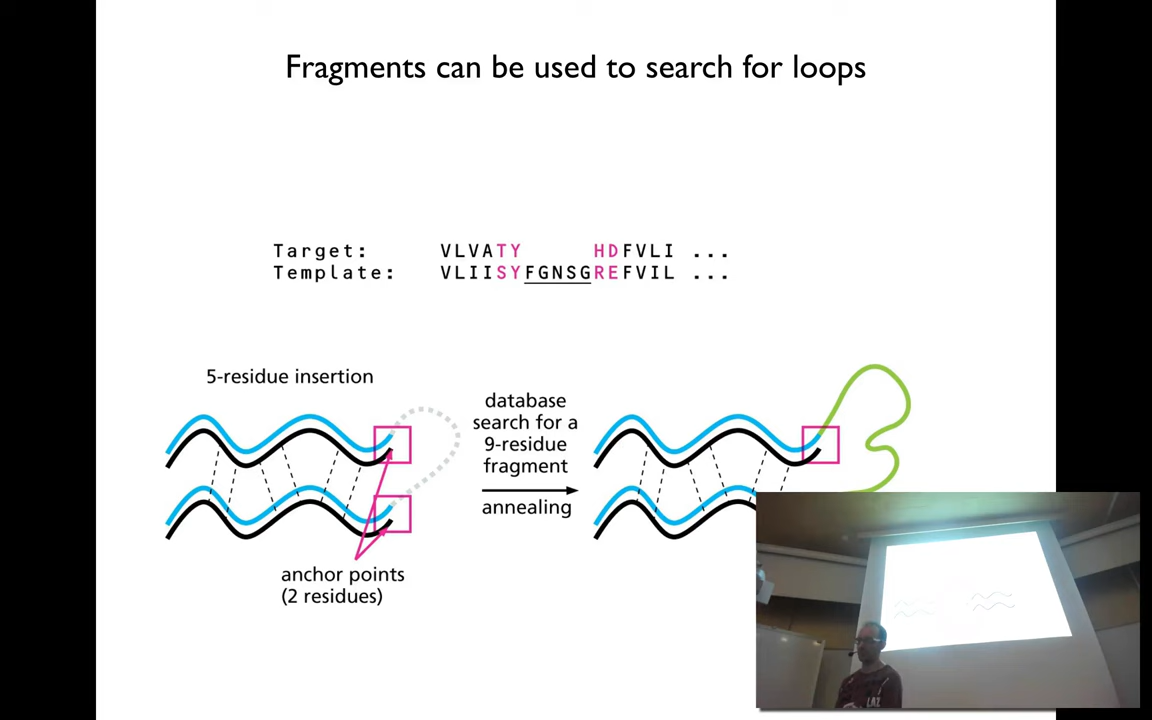 Fragments can be used to search for loops
Target: VLVATY HDFVLI ...
Template: VLIISYFGNSGREFVIL ...
5-residue insertion
database
search for a
9-residue
fragment
annealing
anchor points
(2 residues)
LAZ